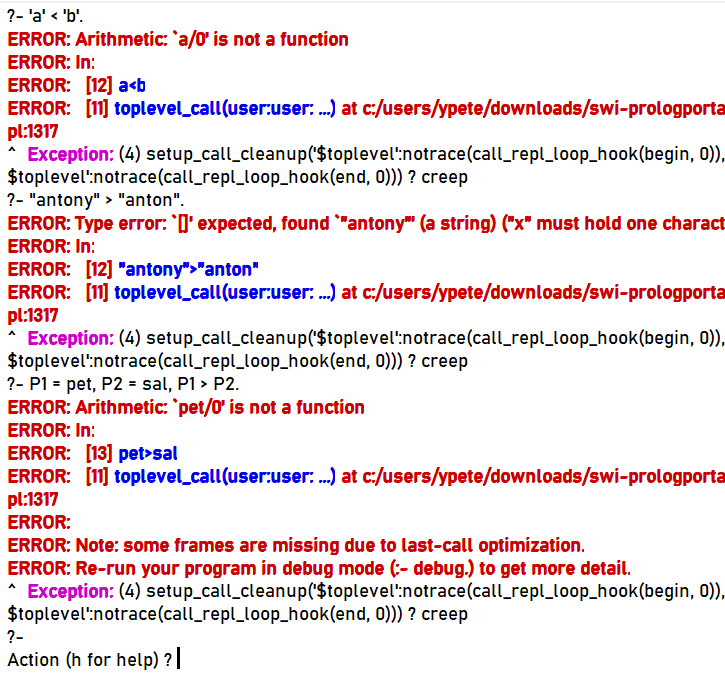 ?- 'a' < 'b'.
ERROR: Arithmetic: `a/0' is not a function
ERROR: In:
ERROR:   [12] a<b
ERROR:   [11] toplevel_call(user:user: ...) at c:/users/ypete/downloads/swi-prologporta
pl:1317
^  Exception: (4) setup_call_cleanup('$toplevel':notrace(call_repl_loop_hook(begin, 0)),
$toplevel':notrace(call_repl_loop_hook(end, 0))) ? creep
?- "antony" > "anton".
ERROR: Type error: `[]' expected, found `"antony"' (a string) ("x" must hold one charact
ERROR: In:
ERROR:   [12] "antony">"anton"
ERROR:   [11] toplevel_call(user:user: ...) at c:/users/ypete/downloads/swi-prologporta
pl:1317
^  Exception: (4) setup_call_cleanup('$toplevel':notrace(call_repl_loop_hook(begin, 0)),
$toplevel':notrace(call_repl_loop_hook(end, 0))) ? creep
?- P1 = pet, P2 = sal, P1 > P2.
ERROR: Arithmetic: `pet/0' is not a function
ERROR: In:
ERROR:   [13] pet>sal
ERROR:   [11] toplevel_call(user:user: ...) at c:/users/ypete/downloads/swi-prologporta
pl:1317
ERROR:
ERROR: Note: some frames are missing due to last-call optimization.
ERROR: Re-run your program in debug mode (:- debug.) to get more detail.
^  Exception: (4) setup_call_cleanup('$toplevel':notrace(call_repl_loop_hook(begin, 0)),
$toplevel':notrace(call_repl_loop_hook(end, 0))) ? creep
?-
Action (h for help) ?